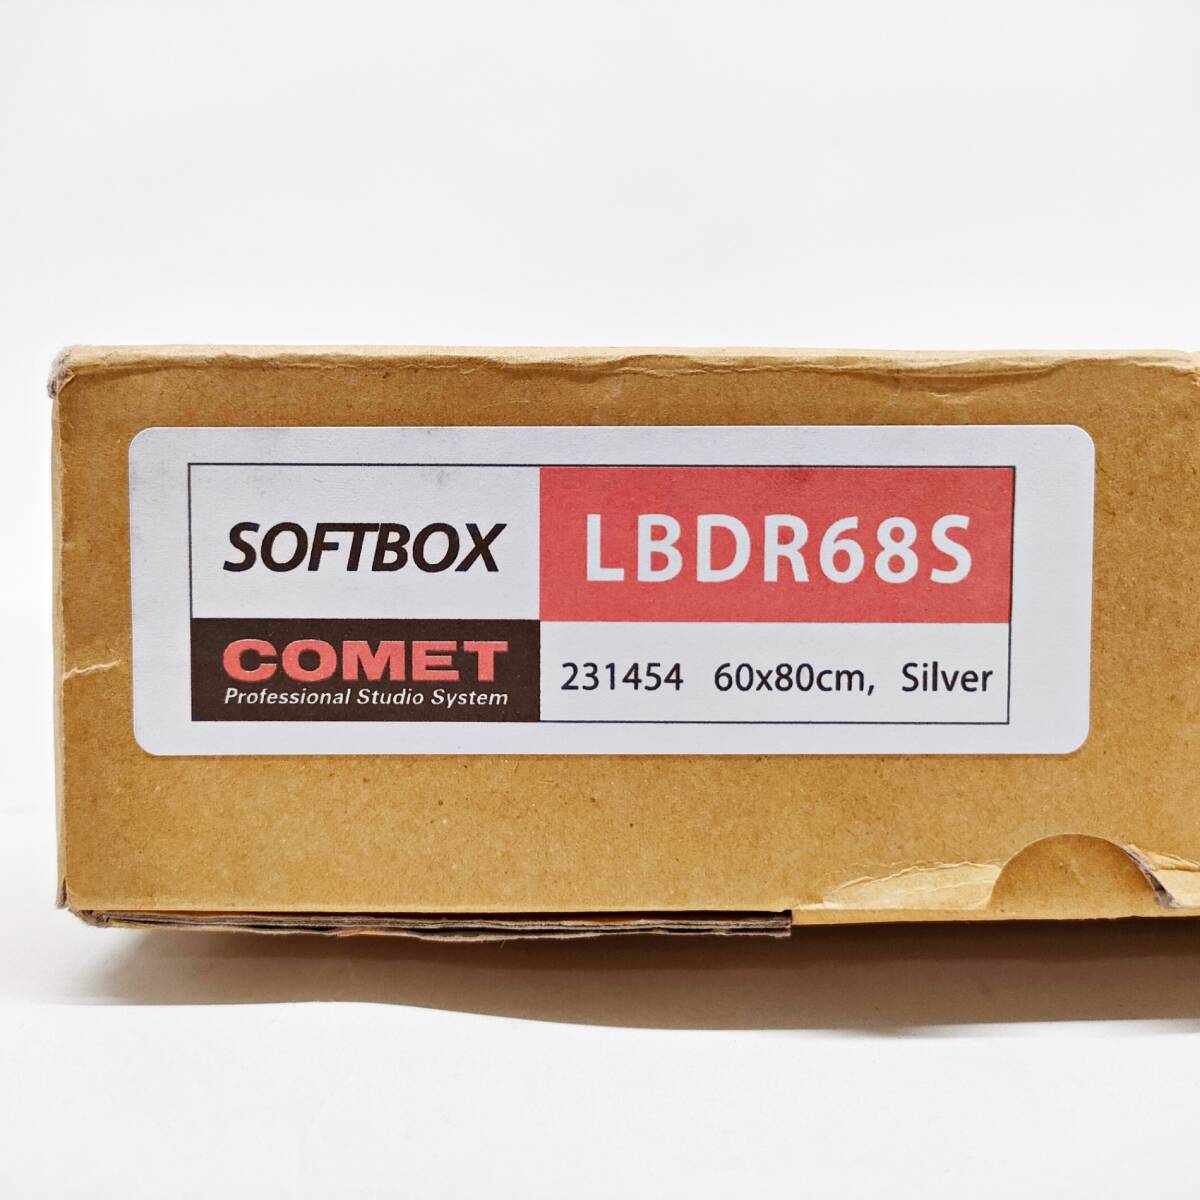 SOFTBOX
LBDR68S
COMET
Professional Studio System
231454 60x80cm, Silver